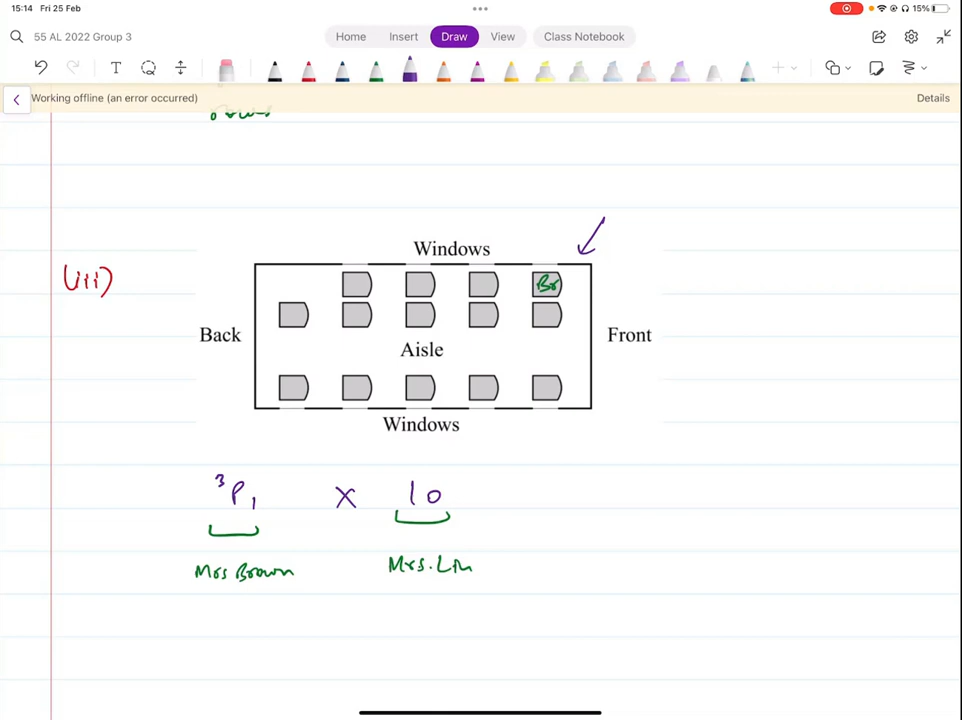 15:14 Fri 25 Feb 15%
55 AL 2022 Group 3 Home Insert Draw View Class Notebook
T
Working offline (an error occurred) Details
Windows
(iii)
Br
Back Aisle Front
Windows
³P₁ X 10
Mrs Brown Mrs. Lin